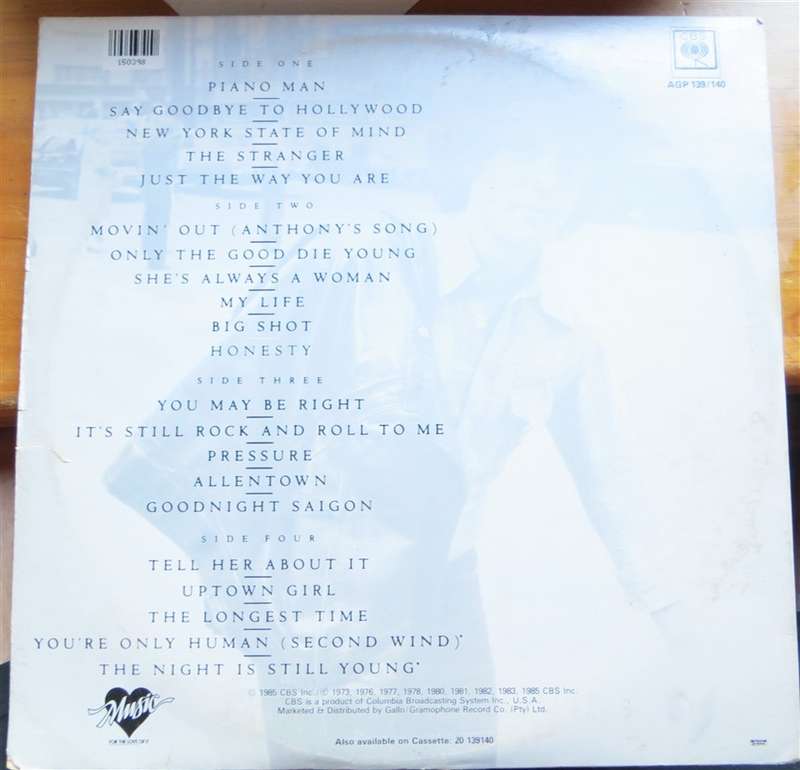 150398
CBS
AGP 139/140
SIDE ONE
PIANO MAN
SAY GOODBYE TO HOLLYWOOD
NEW YORK STATE OF MIND
THE STRANGER
JUST THE WAY YOU ARE
SIDE TWO
MOVIN' OUT (ANTHONY'S SONG)
ONLY THE GOOD DIE YOUNG
SHE'S ALWAYS A WOMAN
MY LIFE
BIG SHOT
HONESTY
SIDE THREE
YOU MAY BE RIGHT
IT'S STILL ROCK AND ROLL TO ME
PRESSURE
ALLENTOWN
GOODNIGHT SAIGON
SIDE FOUR
TELL HER ABOUT IT
UPTOWN GIRL
THE LONGEST TIME
YOU'RE ONLY HUMAN (SECOND WIND)*
THE NIGHT IS STILL YOUNG*
© 1985 CBS Inc./℗ 1973, 1976, 1977, 1978, 1980, 1981, 1982, 1983, 1985 CBS Inc.
CBS is a product of Columbia Broadcasting System Inc., U.S.A.
Marketed & Distributed by Gallo/Gramophone Record Co. (Pty) Ltd.
Music
FOR THE LOVE OF IT
Also available on Cassette: 20 139140